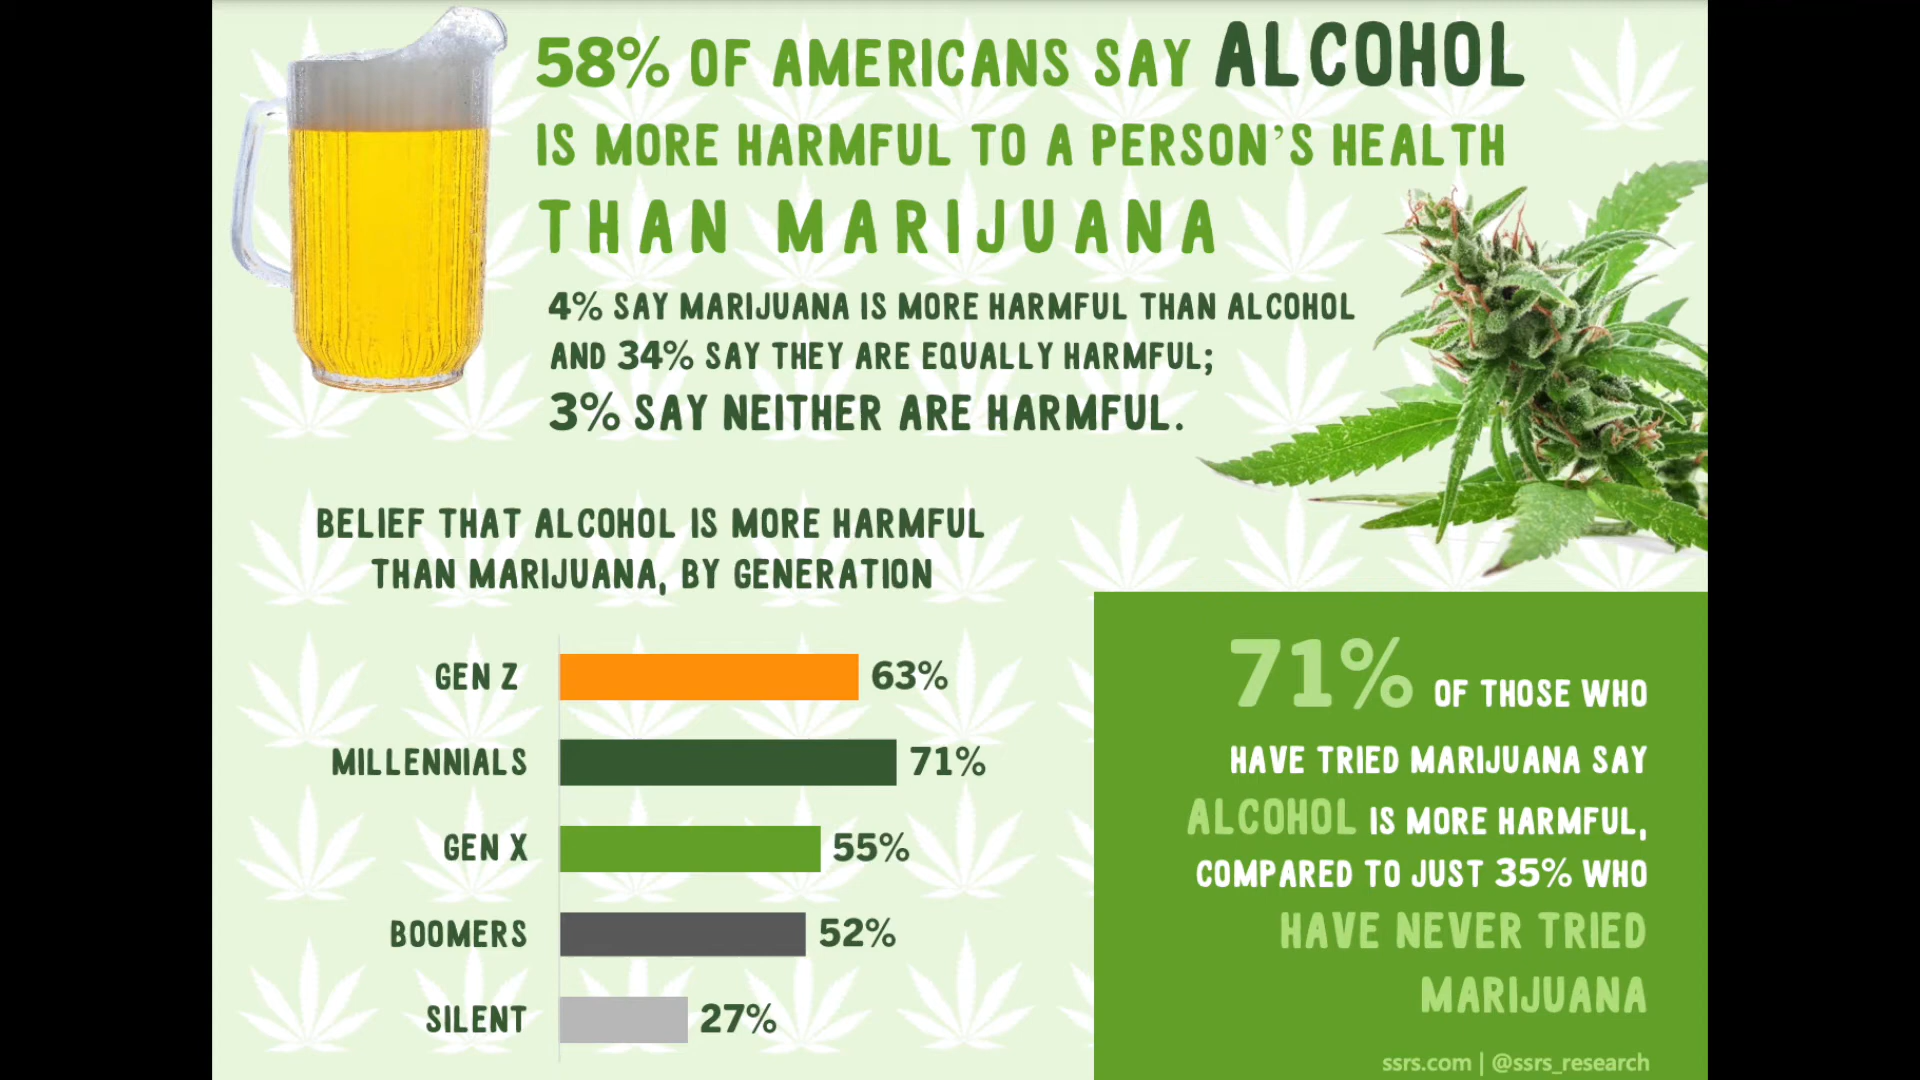 58% OF AMERICANS SAY ALCOHOL
IS MORE HARMFUL TO A PERSON'S HEALTH
THAN MARIJUANA
4% SAY MARIJUANA IS MORE HARMFUL THAN ALCOHOL
AND 34% SAY THEY ARE EQUALLY HARMFUL;
3% SAY NEITHER ARE HARMFUL.
BELIEF THAT ALCOHOL IS MORE HARMFUL
THAN MARIJUANA, BY GENERATION
GEN Z 63%
MILLENNIALS 71%
GEN X 55%
BOOMERS 52%
SILENT 27%
71% OF THOSE WHO
HAVE TRIED MARIJUANA SAY
ALCOHOL IS MORE HARMFUL,
COMPARED TO JUST 35% WHO
HAVE NEVER TRIED
MARIJUANA
ssrs.com | @ssrs_research